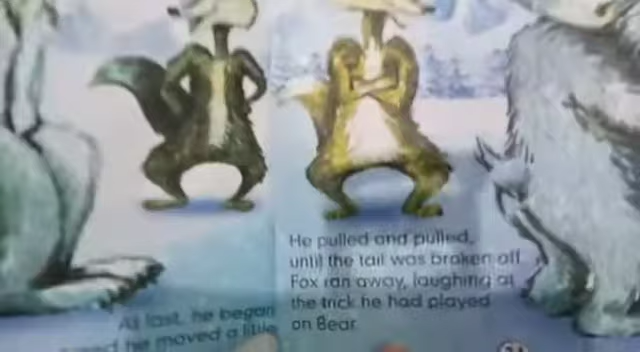 At last, he began
he moved a little
He pulled and pulled,
until the tail was broken off
Fox ran away, laughing at
the trick he had played
on Bear